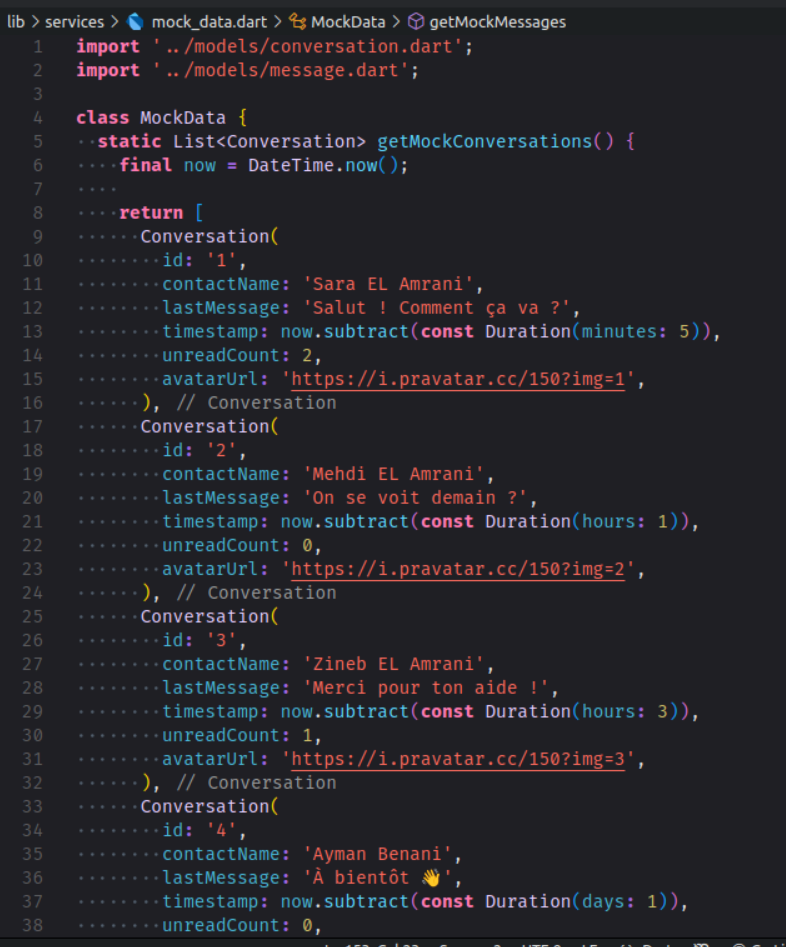 lib > services > mock_data.dart > MockData > getMockMessages
1 import '../models/conversation.dart';
2 import '../models/message.dart';
3
4 class MockData {
5 ··static List<Conversation> getMockConversations() {
6 ····final now = DateTime.now();
7 ····
8 ····return [
9 ······Conversation(
10 ········id: '1',
11 ········contactName: 'Sara EL Amrani',
12 ········lastMessage: 'Salut ! Comment ça va ?',
13 ········timestamp: now.subtract(const Duration(minutes: 5)),
14 ········unreadCount: 2,
15 ········avatarUrl: 'https://i.pravatar.cc/150?img=1',
16 ······), // Conversation
17 ······Conversation(
18 ········id: '2',
19 ········contactName: 'Mehdi EL Amrani',
20 ········lastMessage: 'On se voit demain ?',
21 ········timestamp: now.subtract(const Duration(hours: 1)),
22 ········unreadCount: 0,
23 ········avatarUrl: 'https://i.pravatar.cc/150?img=2',
24 ······), // Conversation
25 ······Conversation(
26 ········id: '3',
27 ········contactName: 'Zineb EL Amrani',
28 ········lastMessage: 'Merci pour ton aide !',
29 ········timestamp: now.subtract(const Duration(hours: 3)),
30 ········unreadCount: 1,
31 ········avatarUrl: 'https://i.pravatar.cc/150?img=3',
32 ······), // Conversation
33 ······Conversation(
34 ········id: '4',
35 ········contactName: 'Ayman Benani',
36 ········lastMessage: 'À bientôt 👋',
37 ········timestamp: now.subtract(const Duration(days: 1)),
38 ········unreadCount: 0,